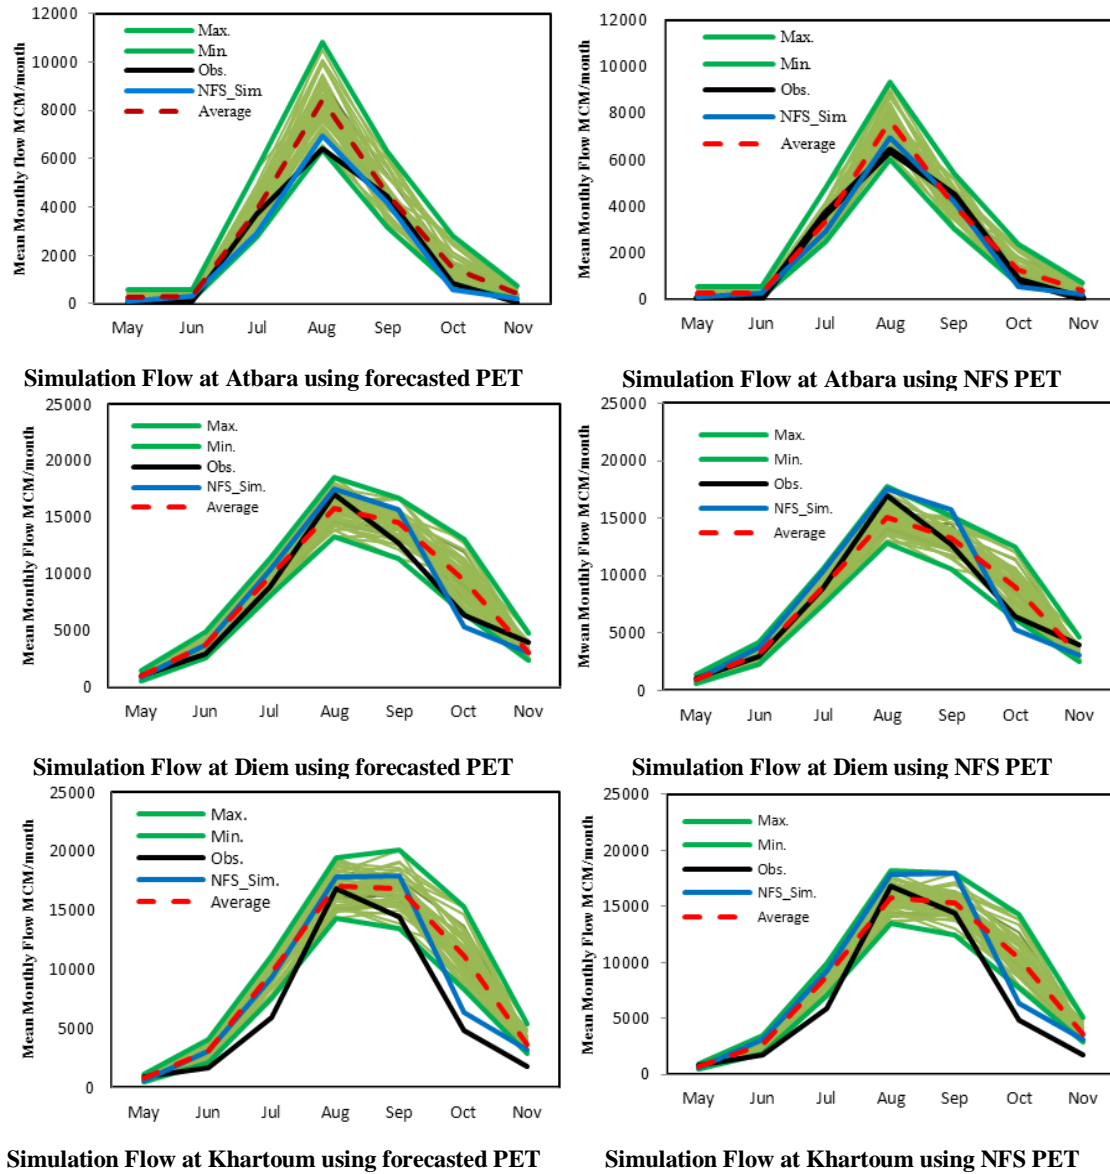 12000
10000
8000
6000
4000
2000
0
Mean Monthly Flow MCM/month
Max.
Min.
Obs.
NFS_Sim
Average
May Jun Jul Aug Sep Oct Nov
Simulation Flow at Atbara using forecasted PET
12000
10000
8000
6000
4000
2000
0
Mean Monthly Flow MCM/month
Max.
Min.
Obs.
NFS_Sim
Average
May Jun Jul Aug Sep Oct Nov
Simulation Flow at Atbara using NFS PET
25000
20000
15000
10000
5000
0
Mean Monthly Flow MCM/month
Max.
Min.
Obs.
NFS_Sim.
Average
May Jun Jul Aug Sep Oct Nov
Simulation Flow at Diem using forecasted PET
25000
20000
15000
10000
5000
0
Mwan Monthly Flow MCM/month
Max.
Min.
Obs.
NFS_Sim.
Average
May Jun Jul Aug Sep Oct Nov
Simulation Flow at Diem using NFS PET
25000
20000
15000
10000
5000
0
Mean Monthly Flow MCM/month
Max.
Min.
Obs.
NFS_Sim.
Average
May Jun Jul Aug Sep Oct Nov
Simulation Flow at Khartoum using forecasted PET
25000
20000
15000
10000
5000
0
Mean Monthly Flow MCM/month
Max.
Min.
Obs.
NFS_Sim.
Average
May Jun Jul Aug Sep Oct Nov
Simulation Flow at Khartoum using NFS PET